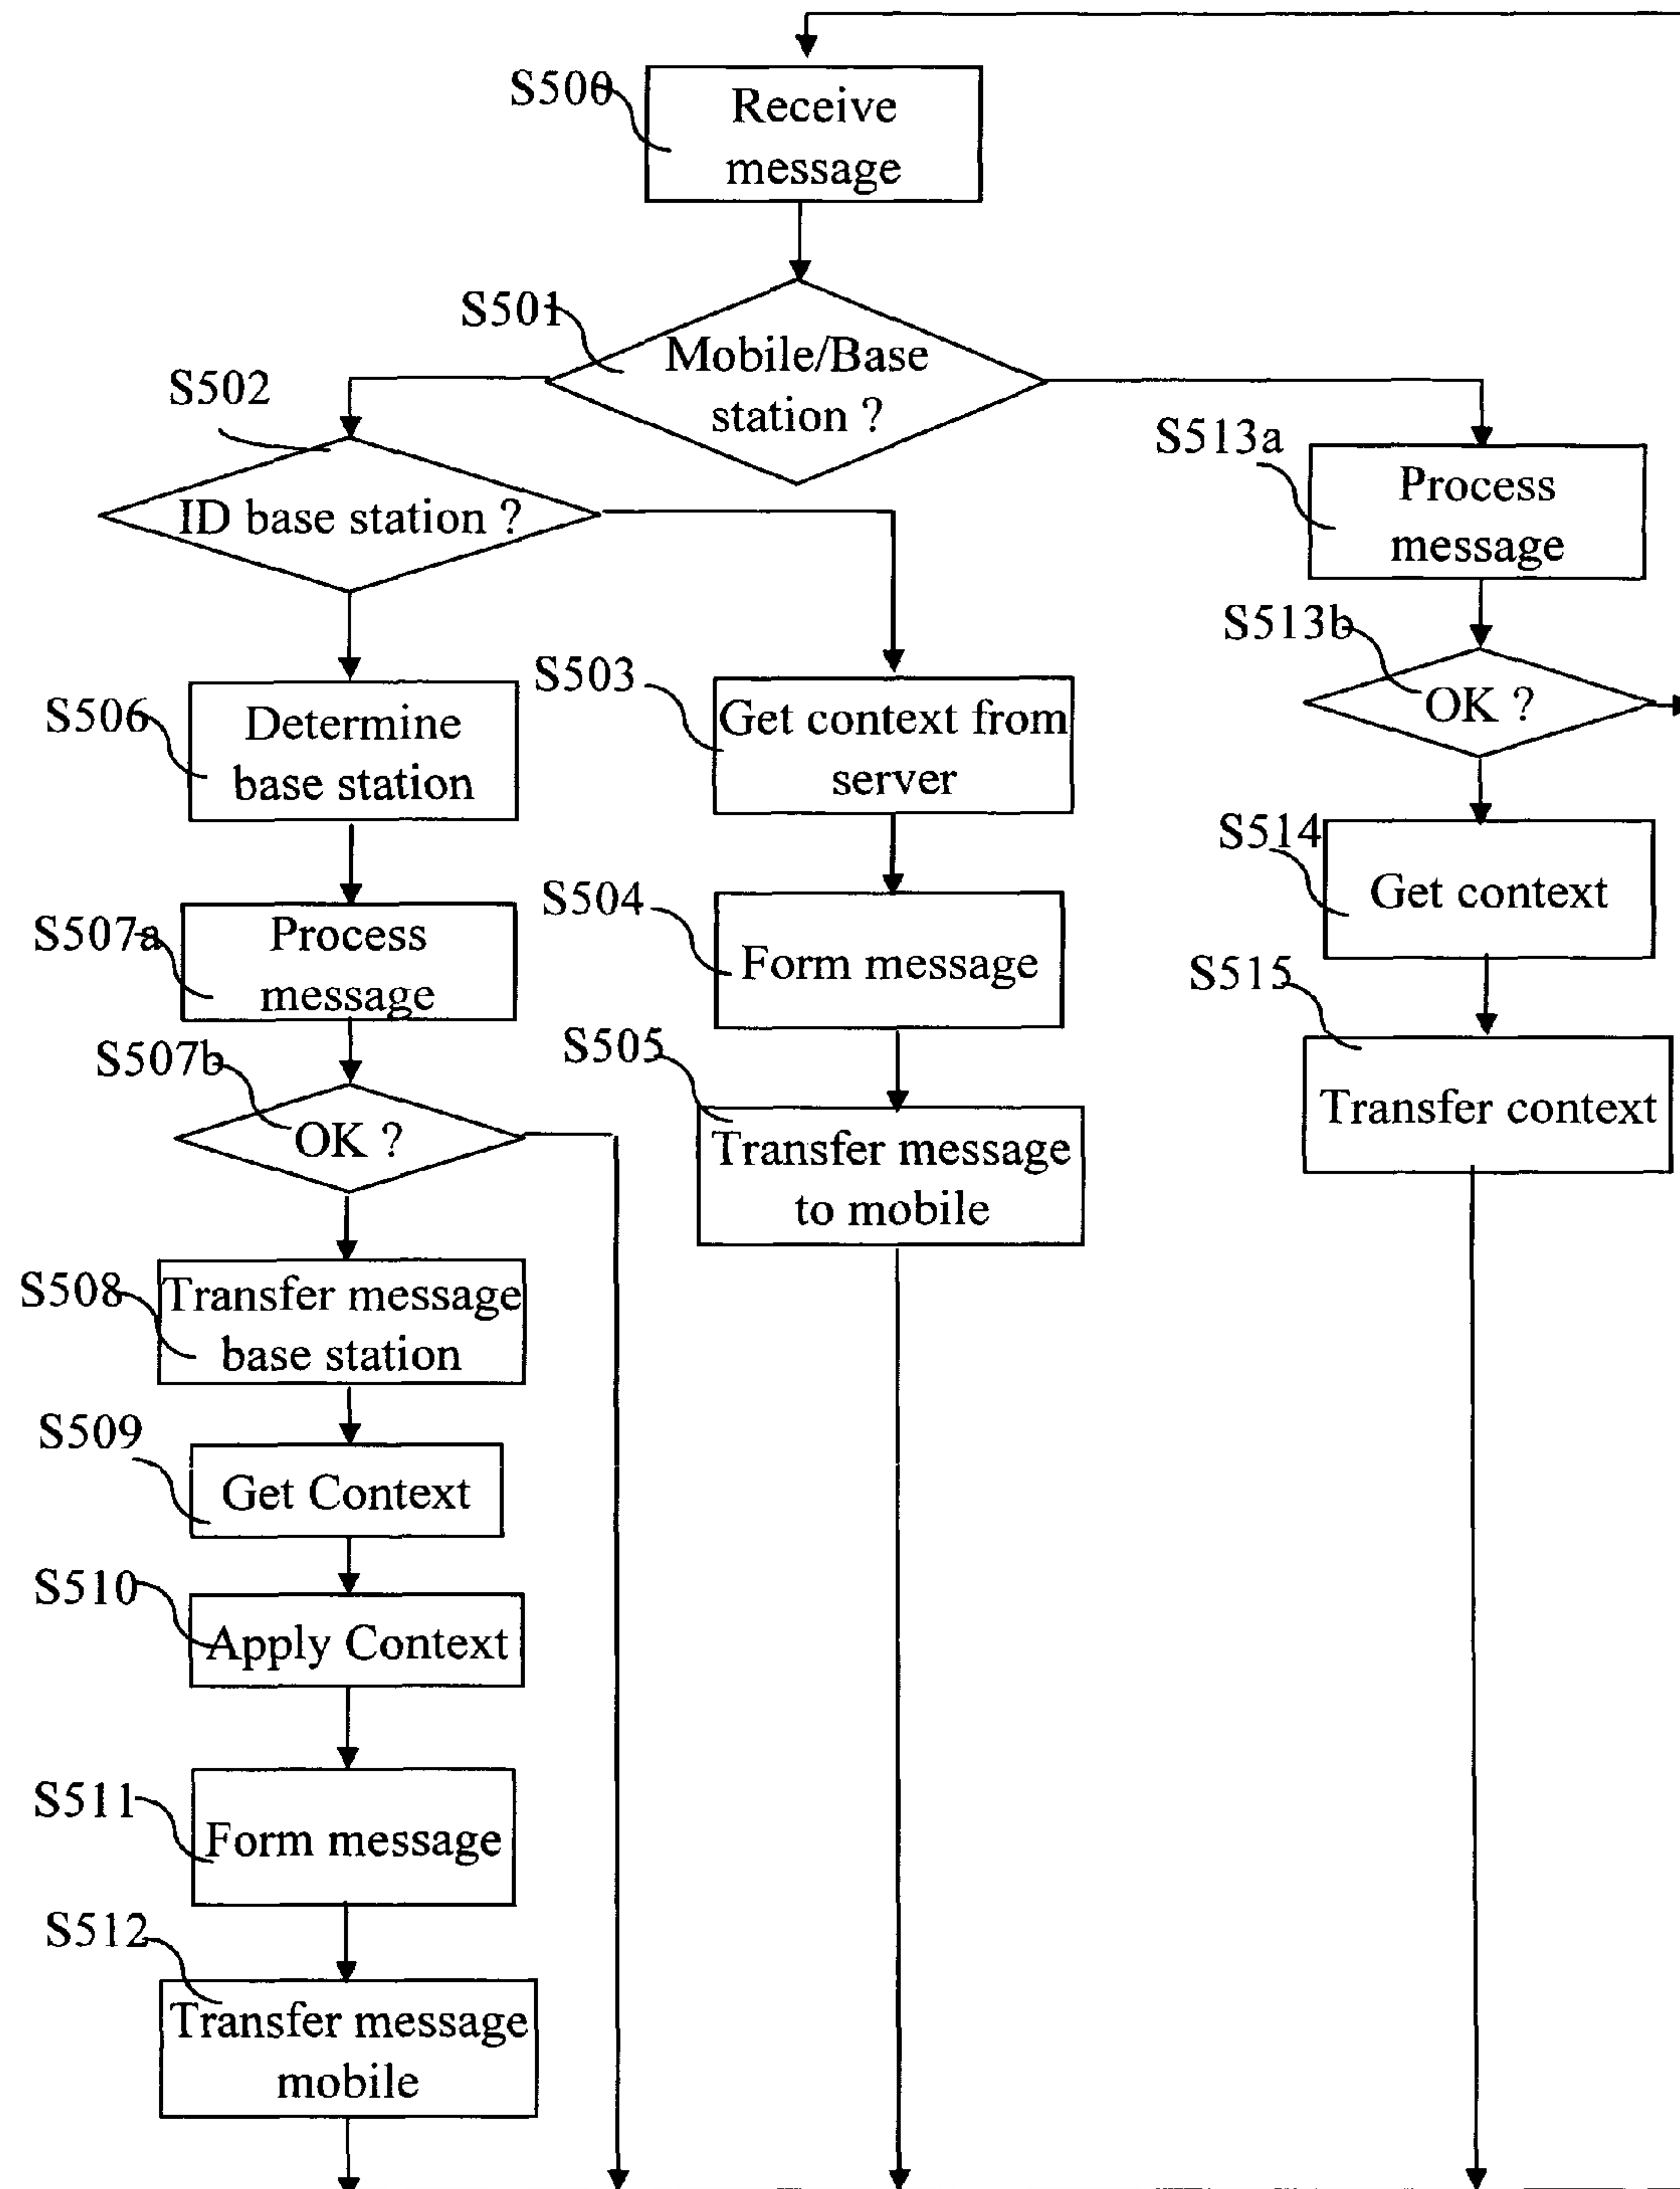 S500
Receive
message
S501
Mobile/Base
station ?
S502
ID base station ?
S513a
Process
message
S513b
OK ?
S506
Determine
base station
S503
Get context from
server
S514
Get context
S507a
Process
message
S504
Form message
S515
Transfer context
S507b
OK ?
S505
Transfer message
to mobile
S508
Transfer message
base station
S509
Get Context
S510
Apply Context
S511
Form message
S512
Transfer message
mobile